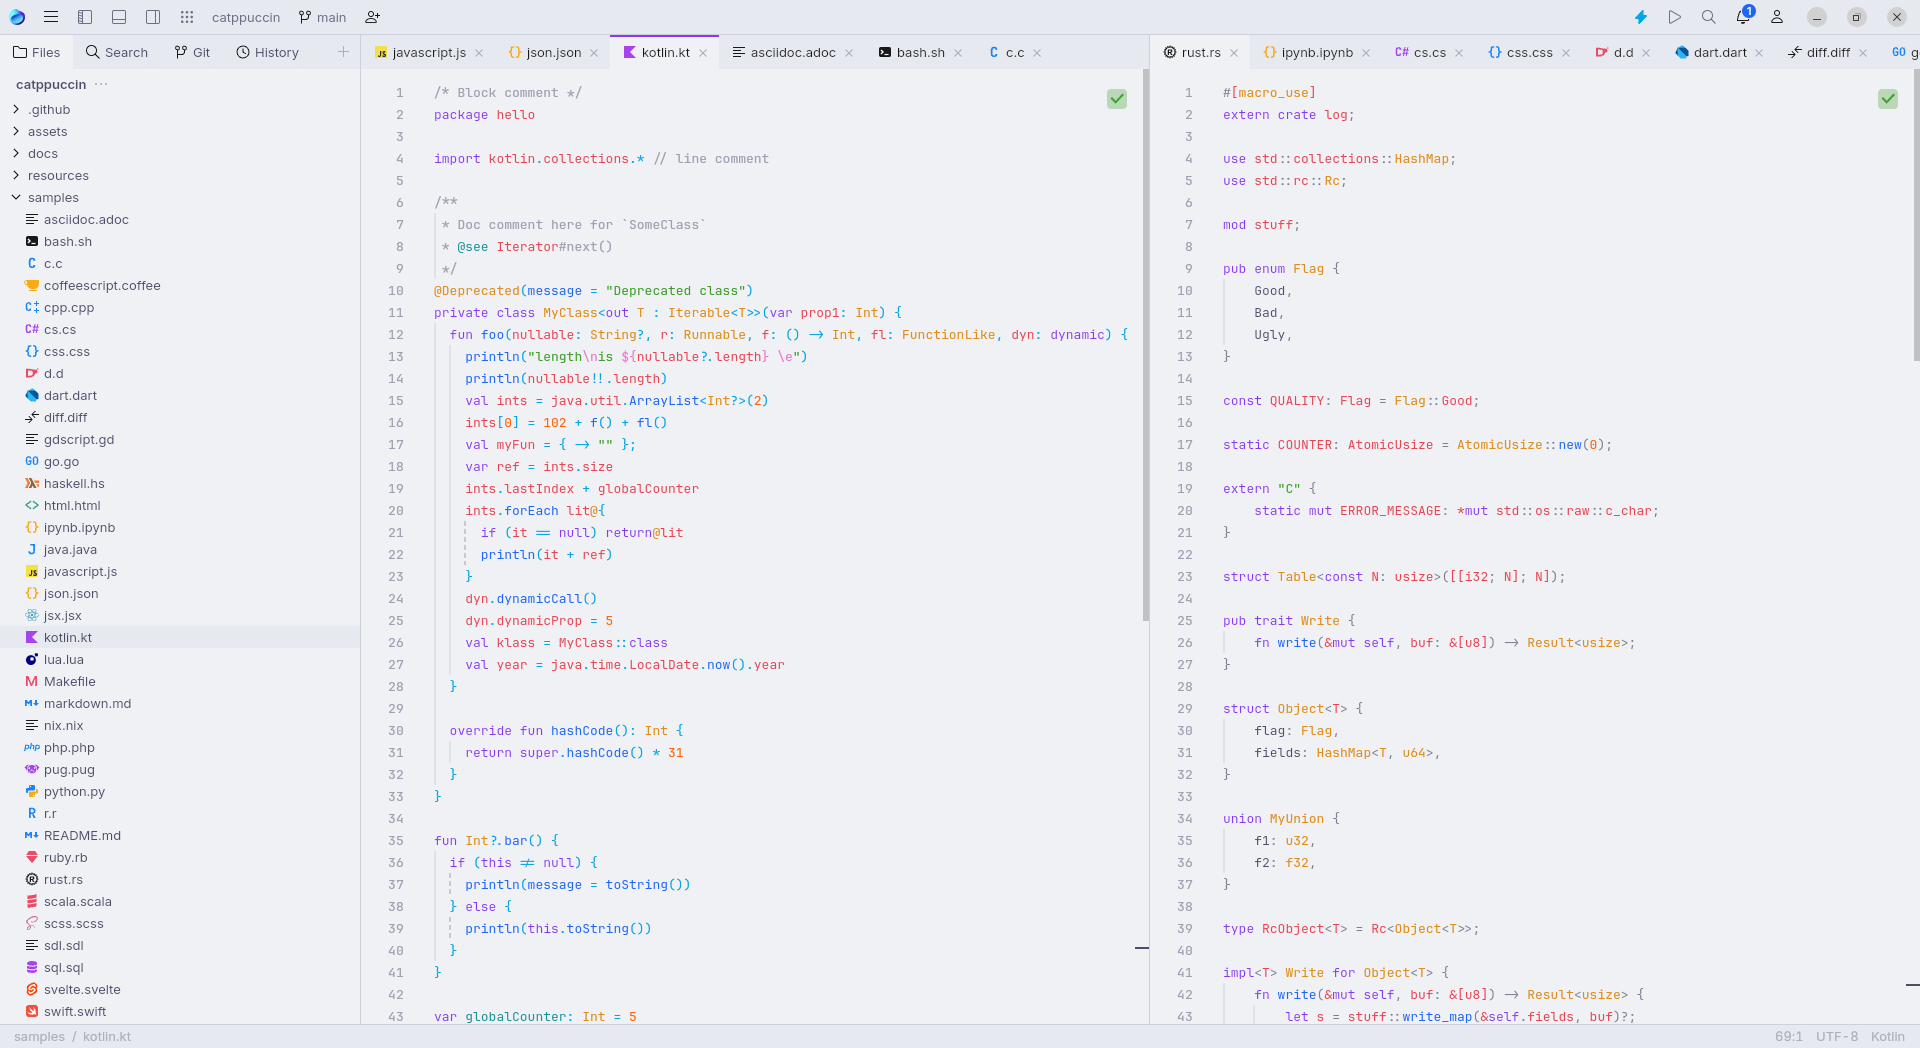 catppuccin main 1
Files Search Git History
javascript.js json.json kotlin.kt asciidoc.adoc bash.sh c.c
rust.rs ipynb.ipynb cs.cs css.css d.d dart.dart diff.diff
catppuccin ···
.github
assets
docs
resources
samples
asciidoc.adoc
bash.sh
c.c
coffeescript.coffee
cpp.cpp
cs.cs
css.css
d.d
dart.dart
diff.diff
gdscript.gd
go.go
haskell.hs
html.html
ipynb.ipynb
java.java
javascript.js
json.json
jsx.jsx
kotlin.kt
lua.lua
Makefile
markdown.md
nix.nix
php.php
pug.pug
python.py
r.r
README.md
ruby.rb
rust.rs
scala.scala
scss.scss
sdl.sdl
sql.sql
svelte.svelte
swift.swift
1 /* Block comment */
2 package hello
3
4 import kotlin.collections.* // line comment
5
6 /**
7 * Doc comment here for `SomeClass`
8 * @see Iterator#next()
9 */
10 @Deprecated(message = "Deprecated class")
11 private class MyClass<out T : Iterable<T>>(var prop1: Int) {
12 fun foo(nullable: String?, r: Runnable, f: () -> Int, fl: FunctionLike, dyn: dynamic) {
13 println("length\nis ${nullable?.length} \e")
14 println(nullable!!.length)
15 val ints = java.util.ArrayList<Int?>(2)
16 ints[0] = 102 + f() + fl()
17 val myFun = { -> "" };
18 var ref = ints.size
19 ints.lastIndex + globalCounter
20 ints.forEach lit@{
21 if (it == null) return@lit
22 println(it + ref)
23 }
24 dyn.dynamicCall()
25 dyn.dynamicProp = 5
26 val klass = MyClass::class
27 val year = java.time.LocalDate.now().year
28 }
29
30 override fun hashCode(): Int {
31 return super.hashCode() * 31
32 }
33 }
34
35 fun Int?.bar() {
36 if (this != null) {
37 println(message = toString())
38 } else {
39 println(this.toString())
40 }
41 }
42
43 var globalCounter: Int = 5
1 #[macro_use]
2 extern crate log;
3
4 use std::collections::HashMap;
5 use std::rc::Rc;
6
7 mod stuff;
8
9 pub enum Flag {
10 Good,
11 Bad,
12 Ugly,
13 }
14
15 const QUALITY: Flag = Flag::Good;
16
17 static COUNTER: AtomicUsize = AtomicUsize::new(0);
18
19 extern "C" {
20 static mut ERROR_MESSAGE: *mut std::os::raw::c_char;
21 }
22
23 struct Table<const N: usize>([[i32; N]; N]);
24
25 pub trait Write {
26 fn write(&mut self, buf: &[u8]) -> Result<usize>;
27 }
28
29 struct Object<T> {
30 flag: Flag,
31 fields: HashMap<T, u64>,
32 }
33
34 union MyUnion {
35 f1: u32,
36 f2: f32,
37 }
38
39 type RcObject<T> = Rc<Object<T>>;
40
41 impl<T> Write for Object<T> {
42 fn write(&mut self, buf: &[u8]) -> Result<usize> {
43 let s = stuff::write_map(&self.fields, buf)?;
samples / kotlin.kt
69:1 UTF-8 Kotlin